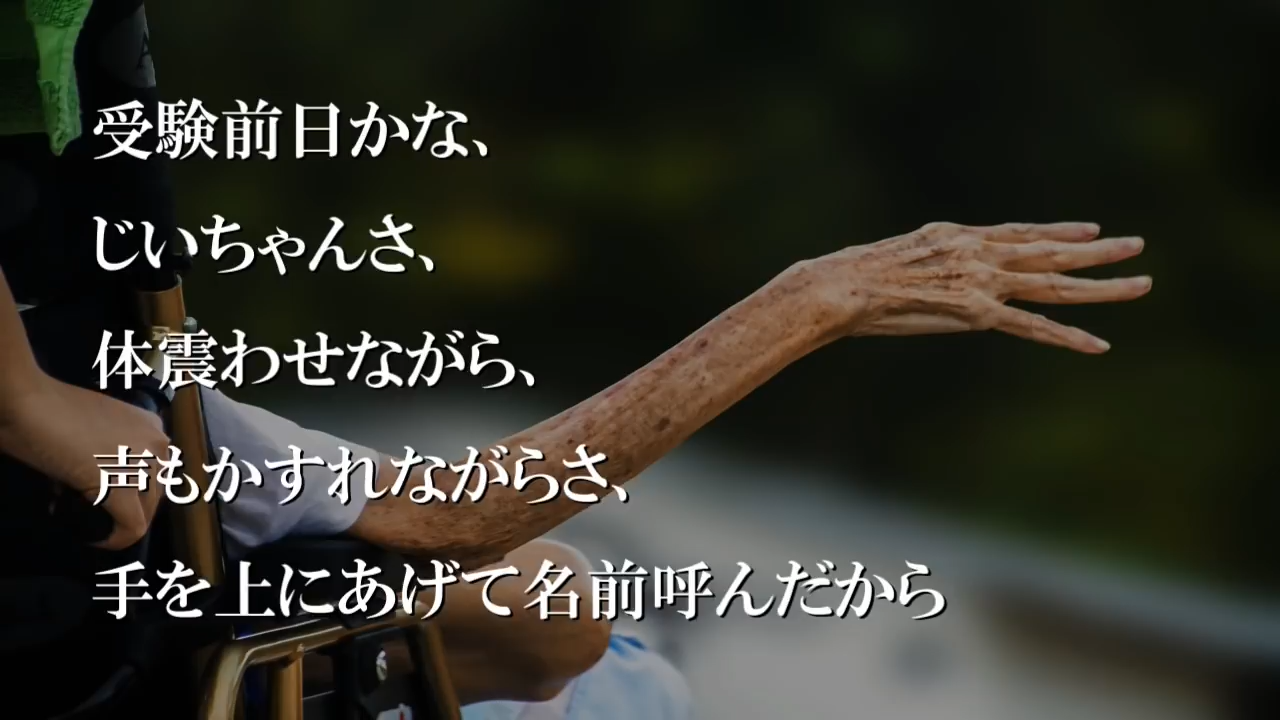 受験前日かな、
じいちゃんさ、
体震わせながら、
声もかすれながらさ、
手を上にあげて名前呼んだから